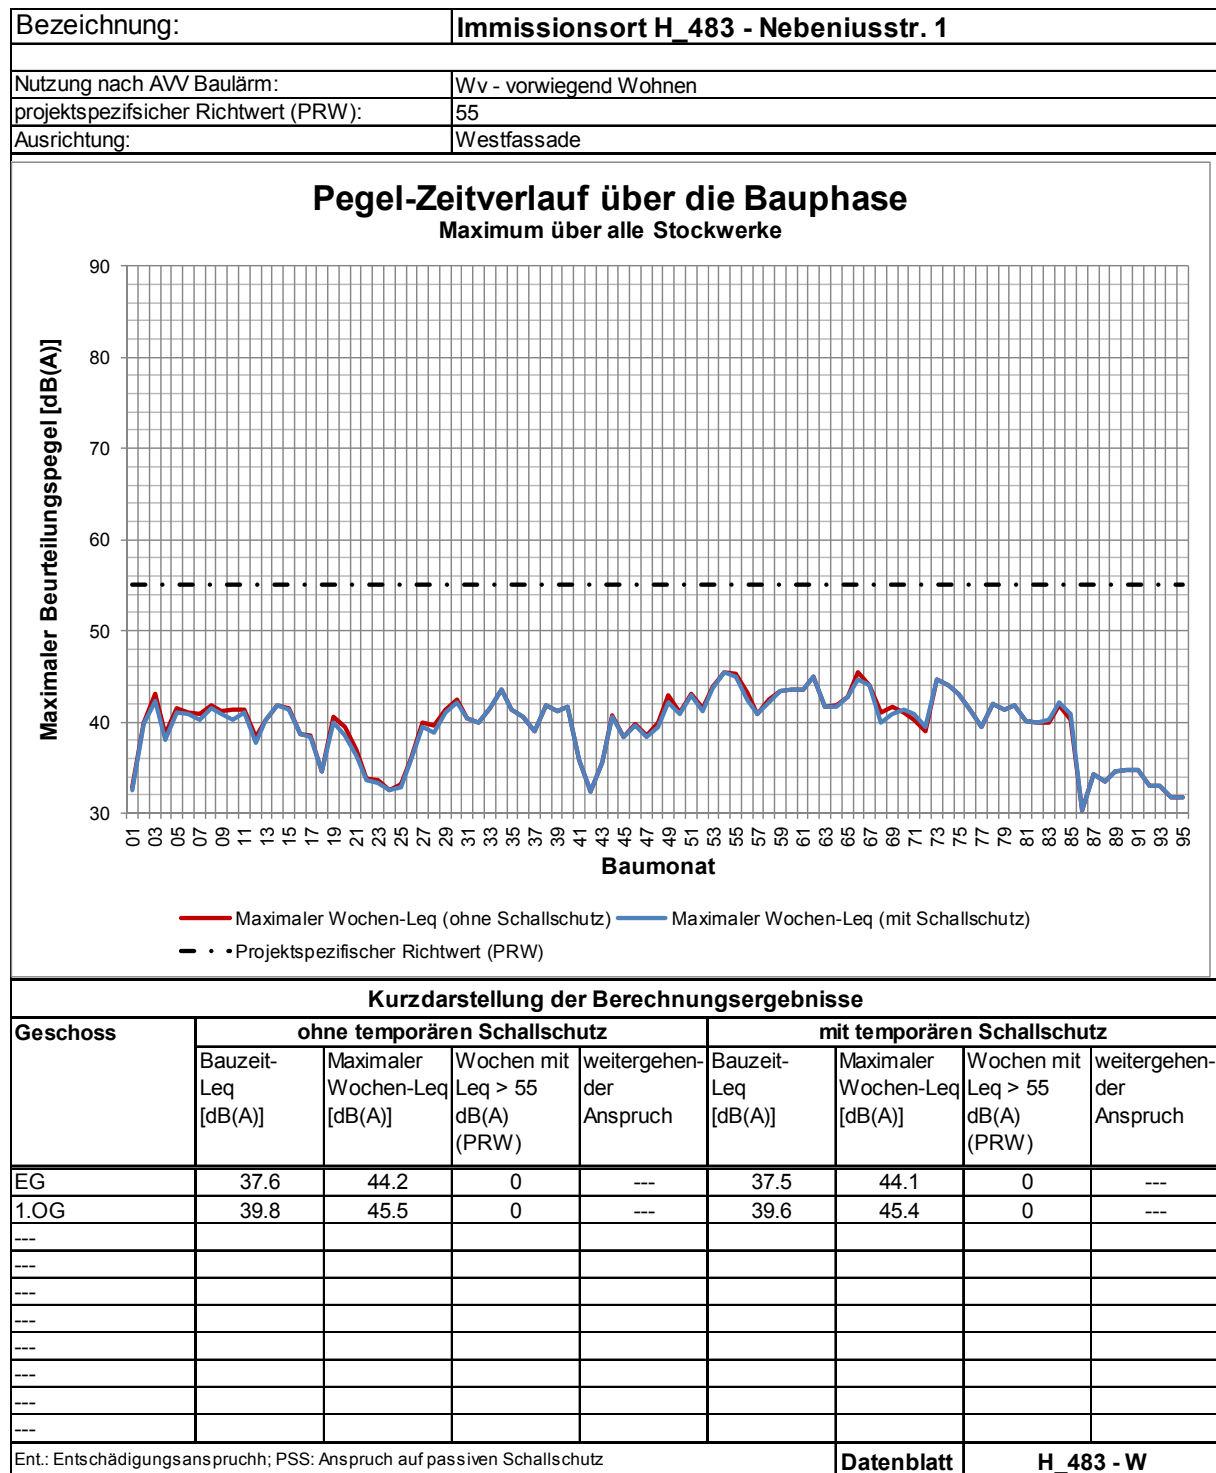 Bezeichnung: Immissionsort H_483 - Nebeniusstr. 1
Nutzung nach AVV Baulärm: Wv - vorwiegend Wohnen
projektspezifsicher Richtwert (PRW): 55
Ausrichtung: Westfassade
Pegel-Zeitverlauf über die Bauphase
Maximum über alle Stockwerke
Maximaler Beurteilungspegel [dB(A)]
90
80
70
60
50
40
30
01 03 05 07 09 11 13 15 17 19 21 23 25 27 29 31 33 35 37 39 41 43 45 47 49 51 53 55 57 59 61 63 65 67 69 71 73 75 77 79 81 83 85 87 89 91 93 95
Baumonat
Maximaler Wochen-Leq (ohne Schallschutz) Maximaler Wochen-Leq (mit Schallschutz)
Projektspezifischer Richtwert (PRW)
Kurzdarstellung der Berechnungsergebnisse
Geschoss ohne temporären Schallschutz mit temporären Schallschutz
Bauzeit- Maximaler Wochen mit weitergehen- Bauzeit- Maximaler Wochen mit weitergehen-
Leq Wochen-Leq Leq > 55 der Leq Wochen-Leq Leq > 55 der
[dB(A)] [dB(A)] dB(A) Anspruch [dB(A)] [dB(A)] dB(A) Anspruch
(PRW) (PRW)
EG 37.6 44.2 0 --- 37.5 44.1 0 ---
1.OG 39.8 45.5 0 --- 39.6 45.4 0 ---
---
---
---
---
---
---
---
---
Ent.: Entschädigungsanspruchh; PSS: Anspruch auf passiven Schallschutz Datenblatt H_483 - W